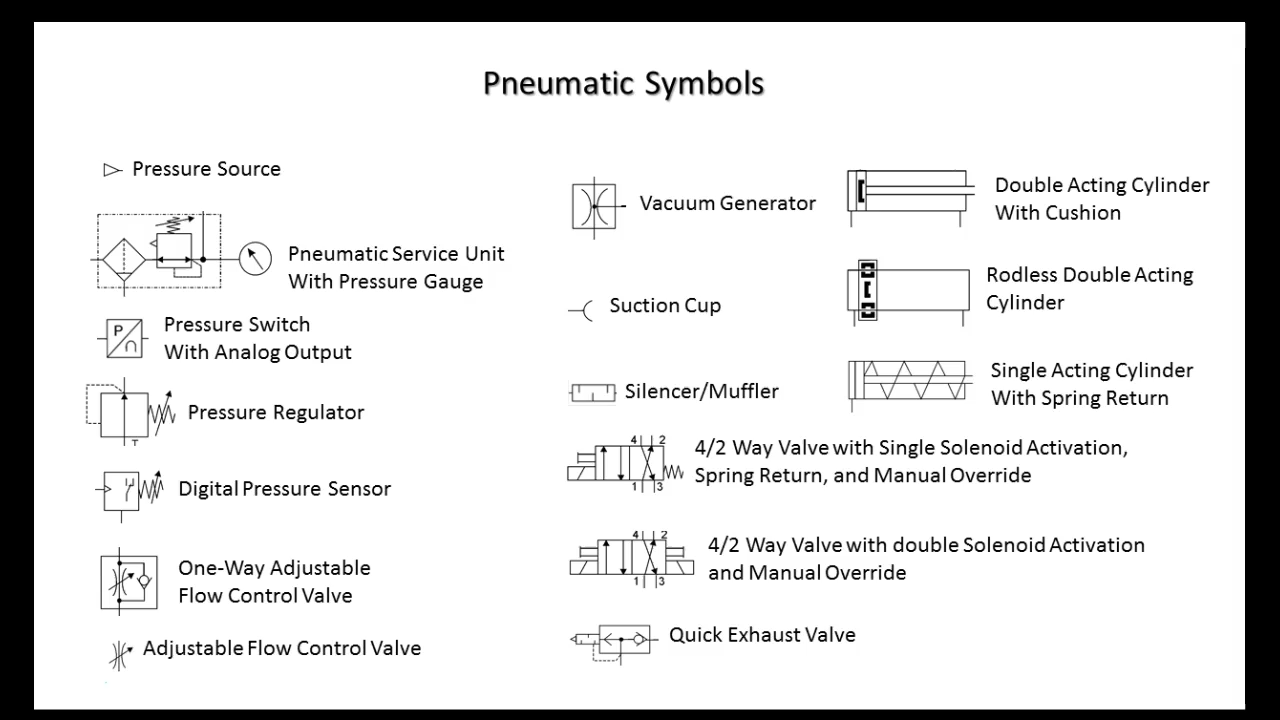 Pneumatic Symbols
Pressure Source
Pneumatic Service Unit
With Pressure Gauge
P
Pressure Switch
With Analog Output
Pressure Regulator
T
Digital Pressure Sensor
One-Way Adjustable
Flow Control Valve
Adjustable Flow Control Valve
Vacuum Generator
Suction Cup
Silencer/Muffler
4 2
1 3
4/2 Way Valve with Single Solenoid Activation,
Spring Return, and Manual Override
4 2
1 3
4/2 Way Valve with double Solenoid Activation
and Manual Override
Quick Exhaust Valve
Double Acting Cylinder
With Cushion
Rodless Double Acting
Cylinder
Single Acting Cylinder
With Spring Return